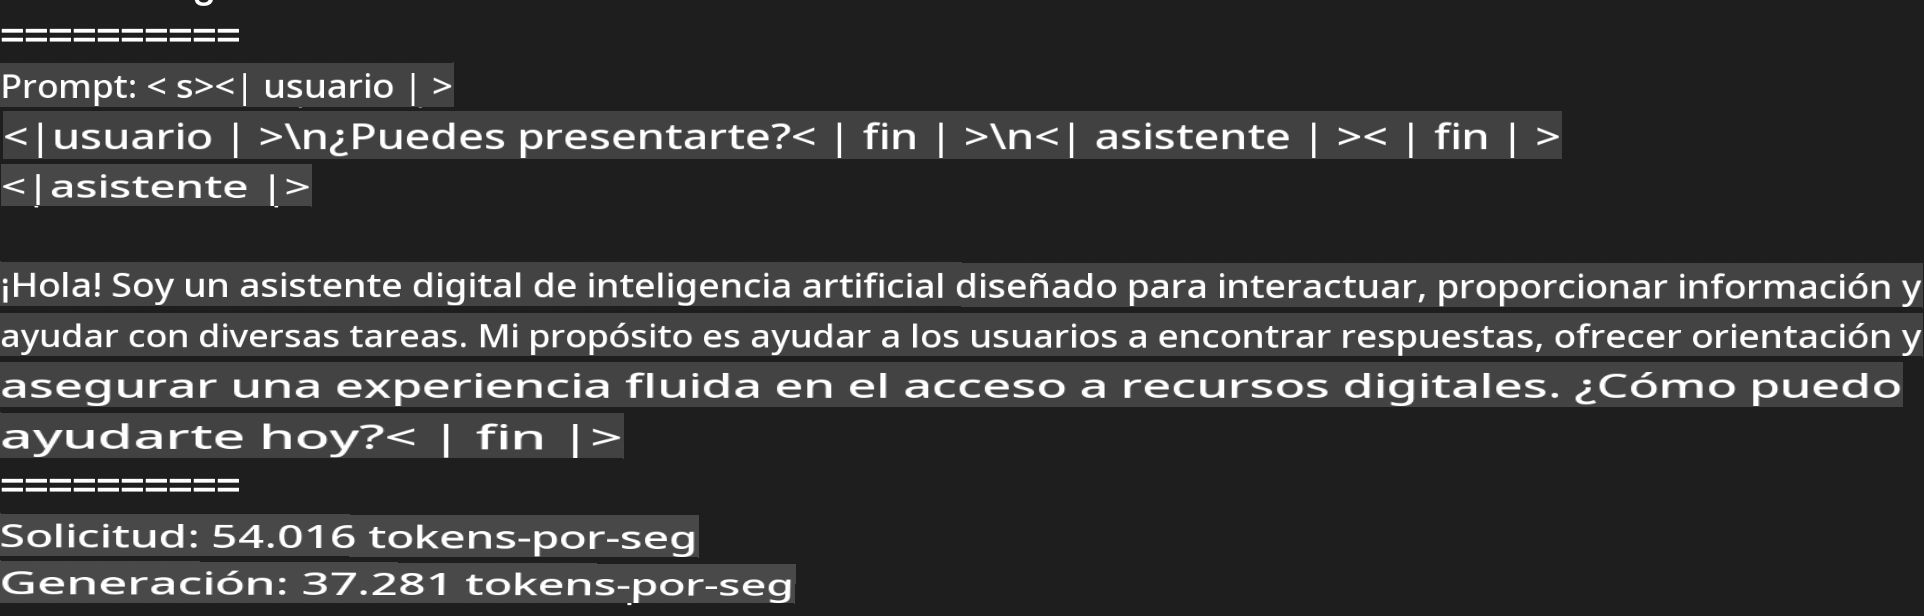 ==========
Prompt: < s><| usuario | >
<|usuario | >\n¿Puedes presentarte?< | fin | >\n<| asistente | >< | fin | >
<|asistente |>
¡Hola! Soy un asistente digital de inteligencia artificial diseñado para interactuar, proporcionar información y
ayudar con diversas tareas. Mi propósito es ayudar a los usuarios a encontrar respuestas, ofrecer orientación y
asegurar una experiencia fluida en el acceso a recursos digitales. ¿Cómo puedo
ayudarte hoy?< | fin |>
==========
Solicitud: 54.016 tokens-por-seg
Generación: 37.281 tokens-por-seg